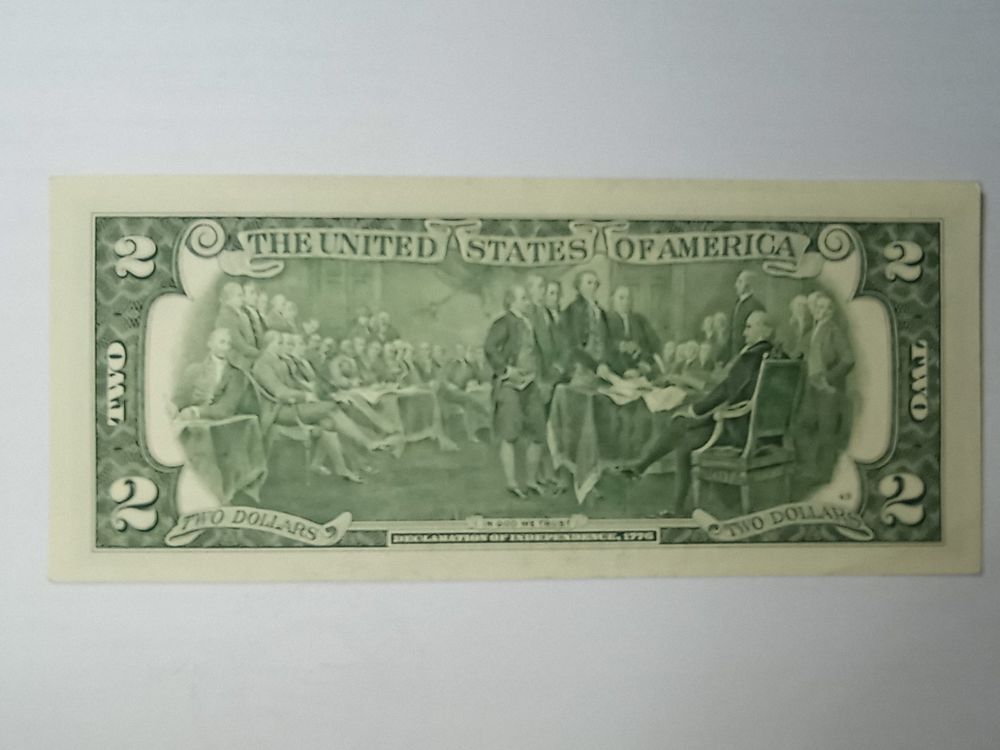 THE UNITED STATES OF AMERICA
2
2
TWO
TWO
2
2
TWO DOLLARS
TWO DOLLARS
IN GOD WE TRUST
DECLARATION OF INDEPENDENCE, 1776